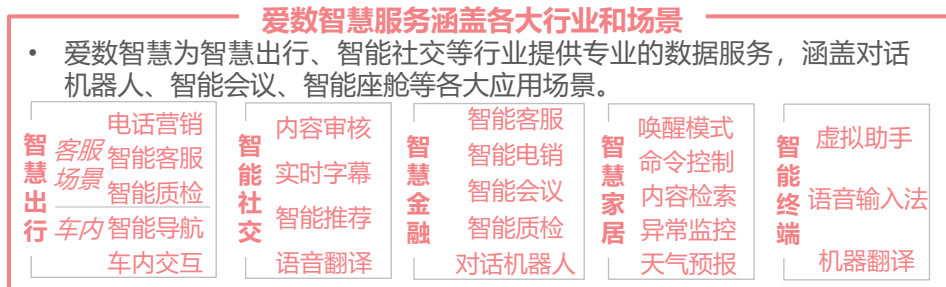 爱数智慧服务涵盖各大行业和场景
• 爱数智慧为智慧出行、智能社交等行业提供专业的数据服务，涵盖对话
机器人、智能会议、智能座舱等各大应用场景。
智慧出行
客服场景
电话营销
智能客服
智能质检
车内
智能导航
车内交互
智能社交
内容审核
实时字幕
智能推荐
语音翻译
智慧金融
智能客服
智能电销
智能会议
智能质检
对话机器人
智慧家居
唤醒模式
命令控制
内容检索
异常监控
天气预报
智能终端
虚拟助手
语音输入法
机器翻译